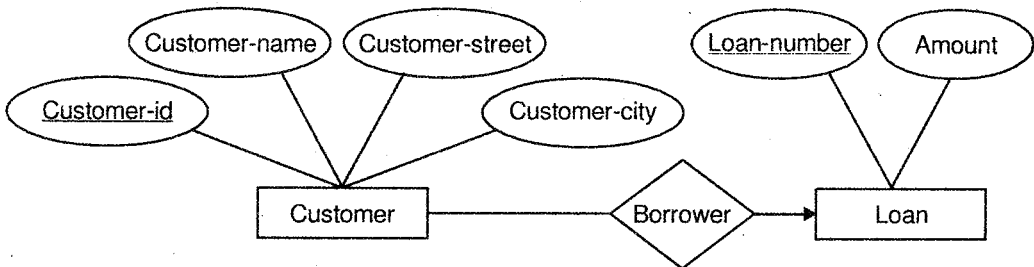 Customer-name
Customer-street
Loan-number
Amount
Customer-id
Customer-city
Customer
Borrower
Loan